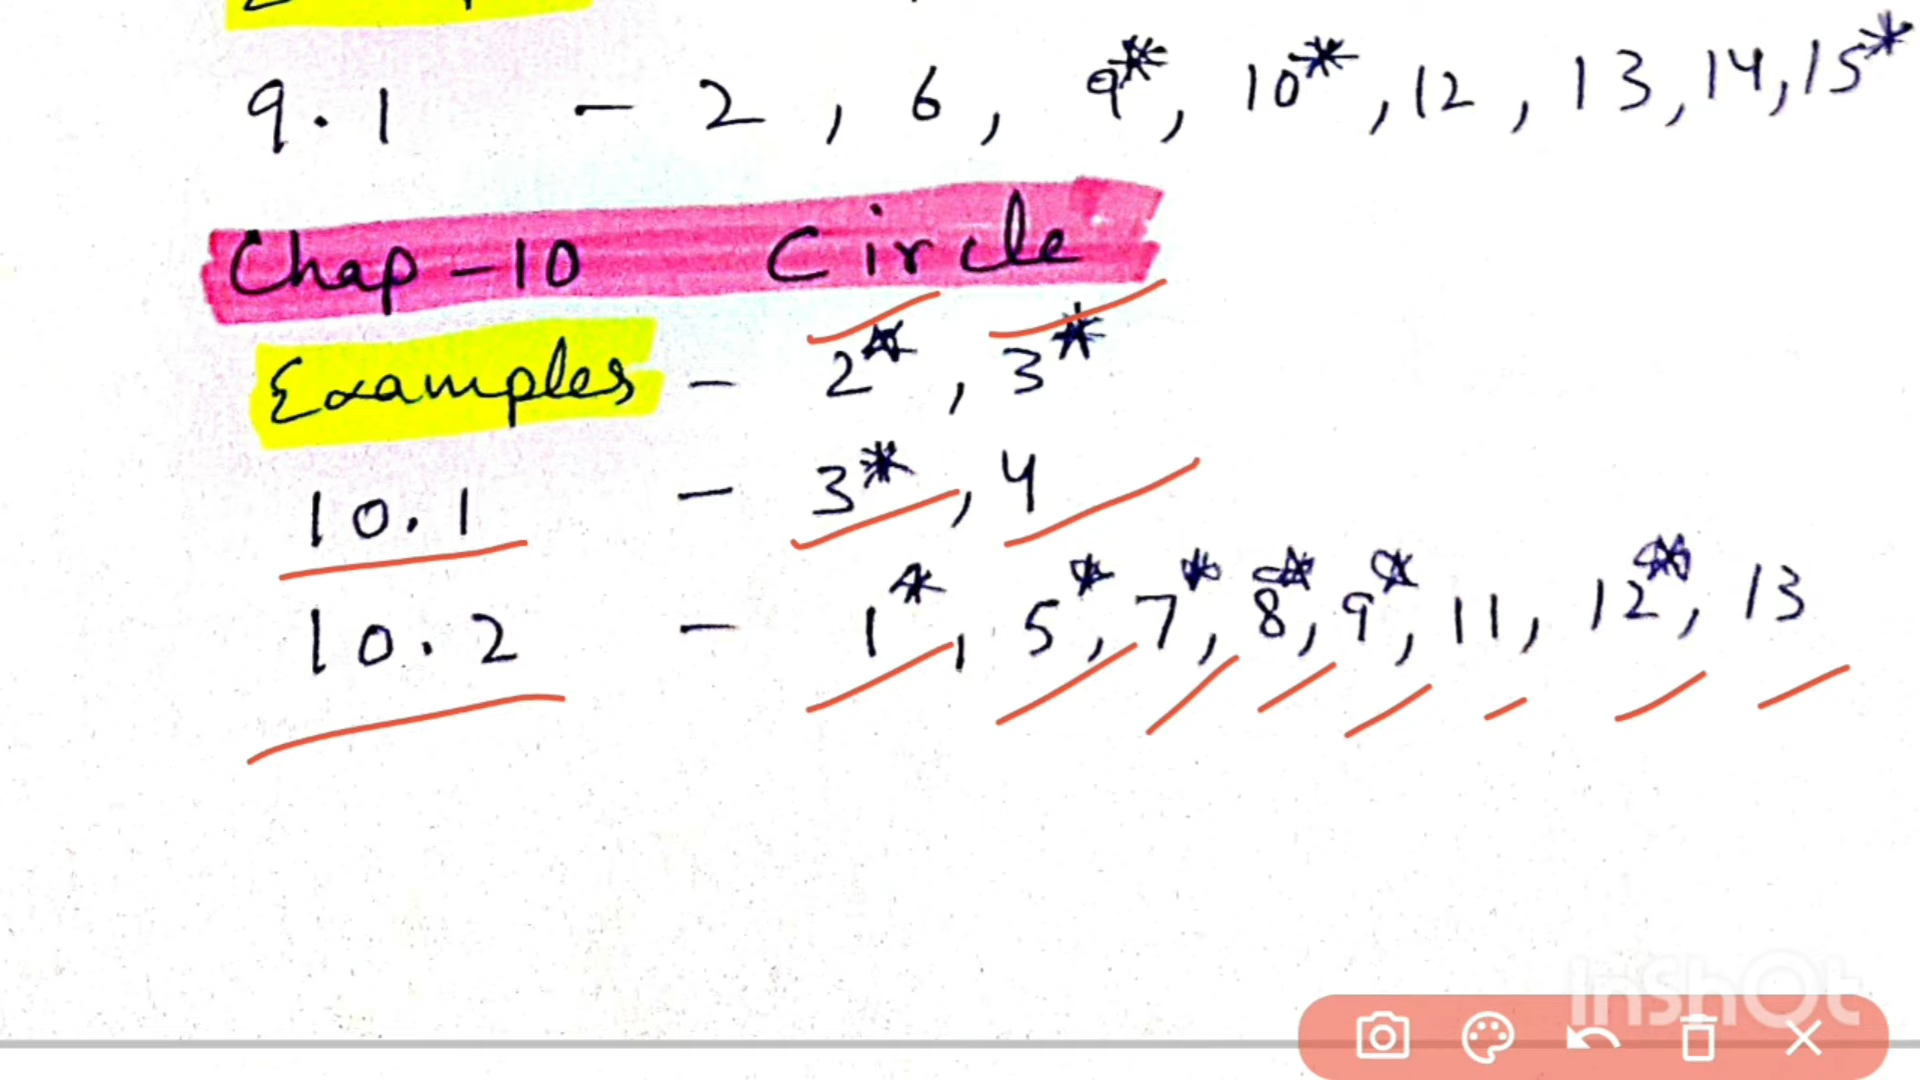 9.1 - 2, 6, 9*, 10*, 12, 13, 14, 15*
Chap-10 Circle
Examples - 2*, 3*
10.1 - 3*, 4
10.2 - 1*, 5*, 7*, 8*, 9*, 11, 12*, 13
InShOt